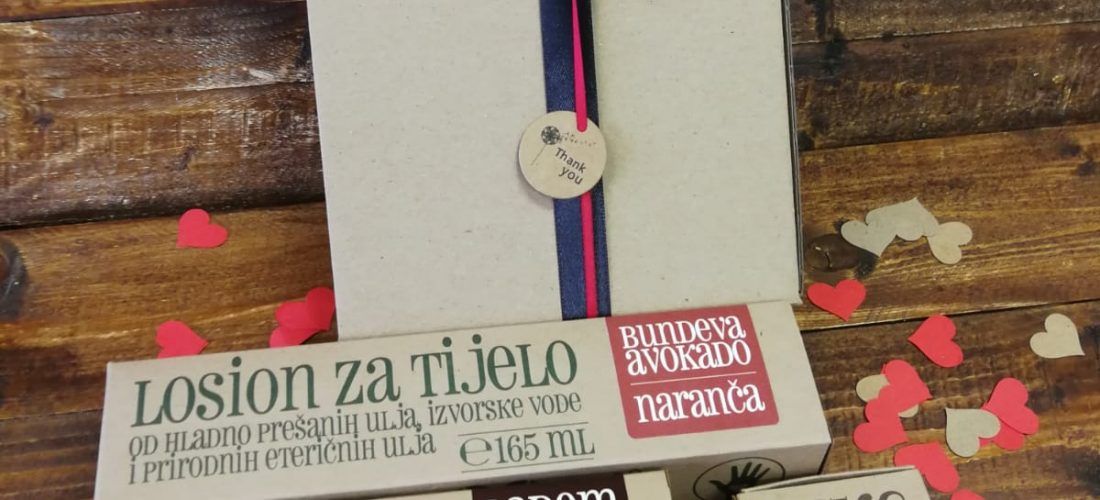 Thank
you
Losion za Tijelo
OD HLADNO PREŠANIH ULJA, IZVORSKE VODE
I PRIRODNIH ETERIČNIH ULJA
℮165 ML
BUNDEVA
AVOKADO
naranča